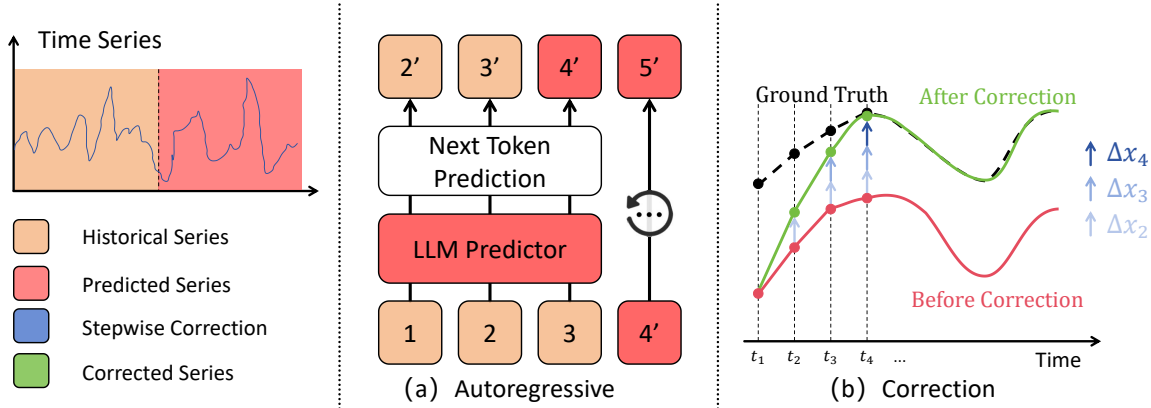 Time Series
Historical Series
Predicted Series
Stepwise Correction
Corrected Series
2’ 3’ 4’ 5’
Next Token
Prediction
LLM Predictor
...
1 2 3 4’
(a) Autoregressive
Ground Truth
After Correction
Δx₄
Δx₃
Δx₂
Before Correction
t₁ t₂ t₃ t₄ ... Time
(b) Correction